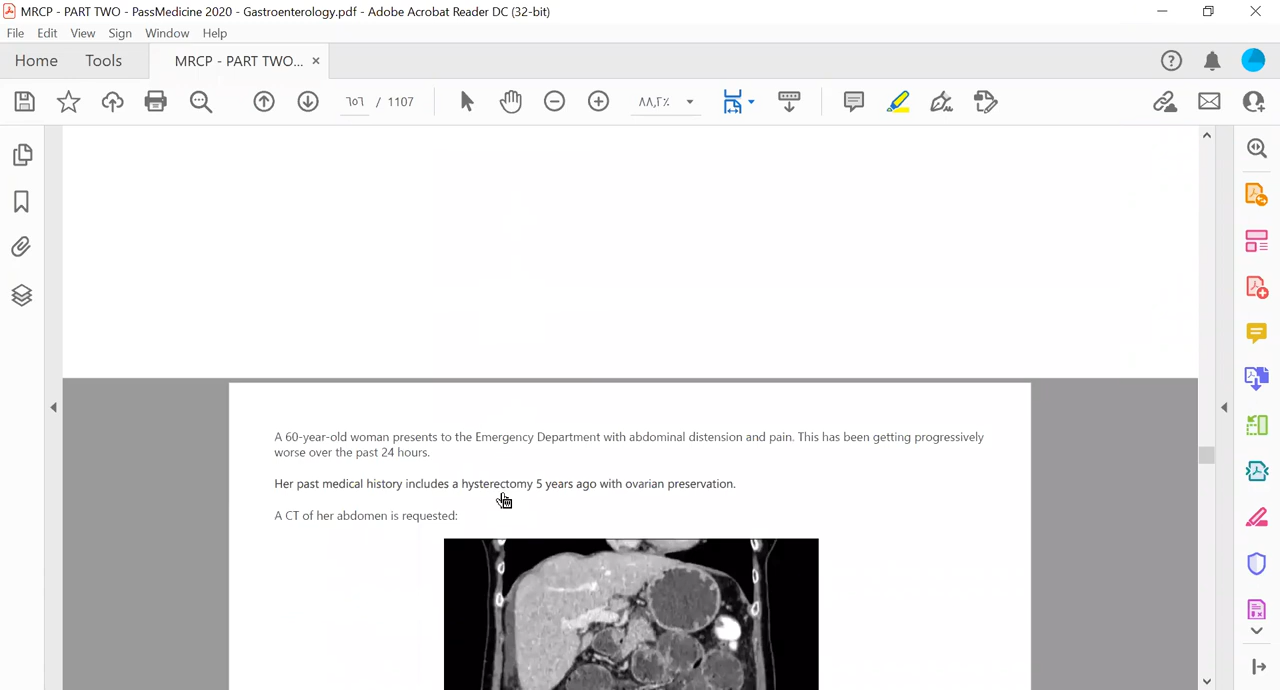 MRCP - PART TWO - PassMedicine 2020 - Gastroenterology.pdf - Adobe Acrobat Reader DC (32-bit)
File Edit View Sign Window Help
Home Tools MRCP - PART TWO... ×
٦٥٦ / 1107 ٨٨,٢٪
A 60-year-old woman presents to the Emergency Department with abdominal distension and pain. This has been getting progressively
worse over the past 24 hours.
Her past medical history includes a hysterectomy 5 years ago with ovarian preservation.
A CT of her abdomen is requested: